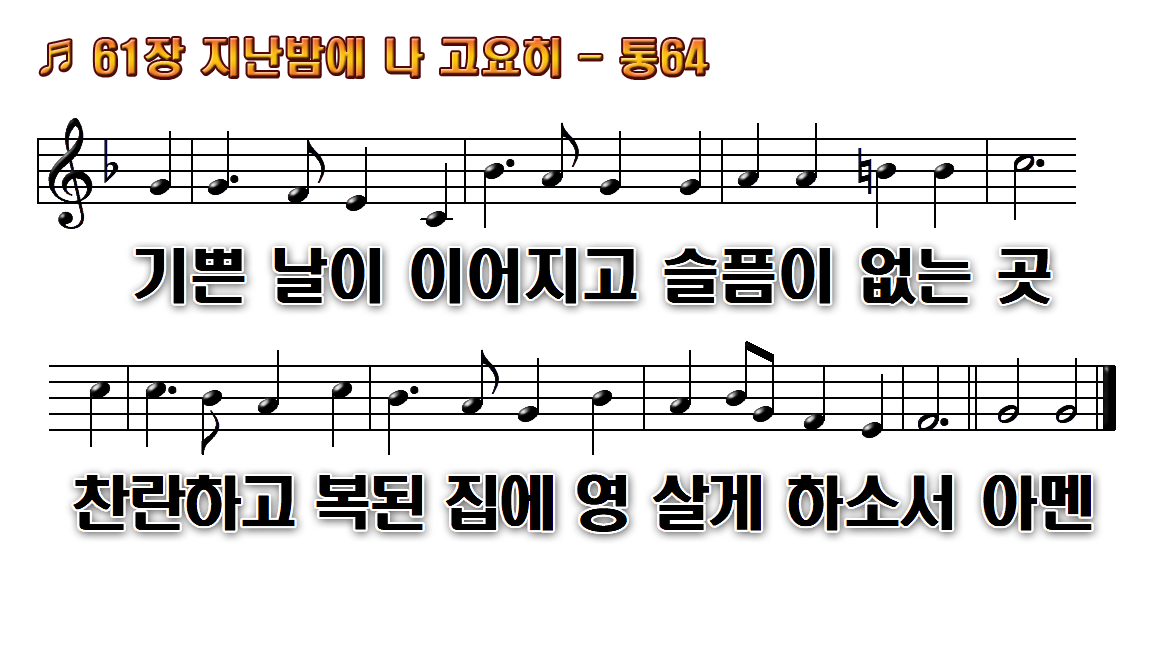 ♬ 61장 지난밤에 나 고요히 - 통64
기쁜 날이 이어지고 슬픔이 없는 곳
찬란하고 복된 집에 영 살게 하소서 아멘